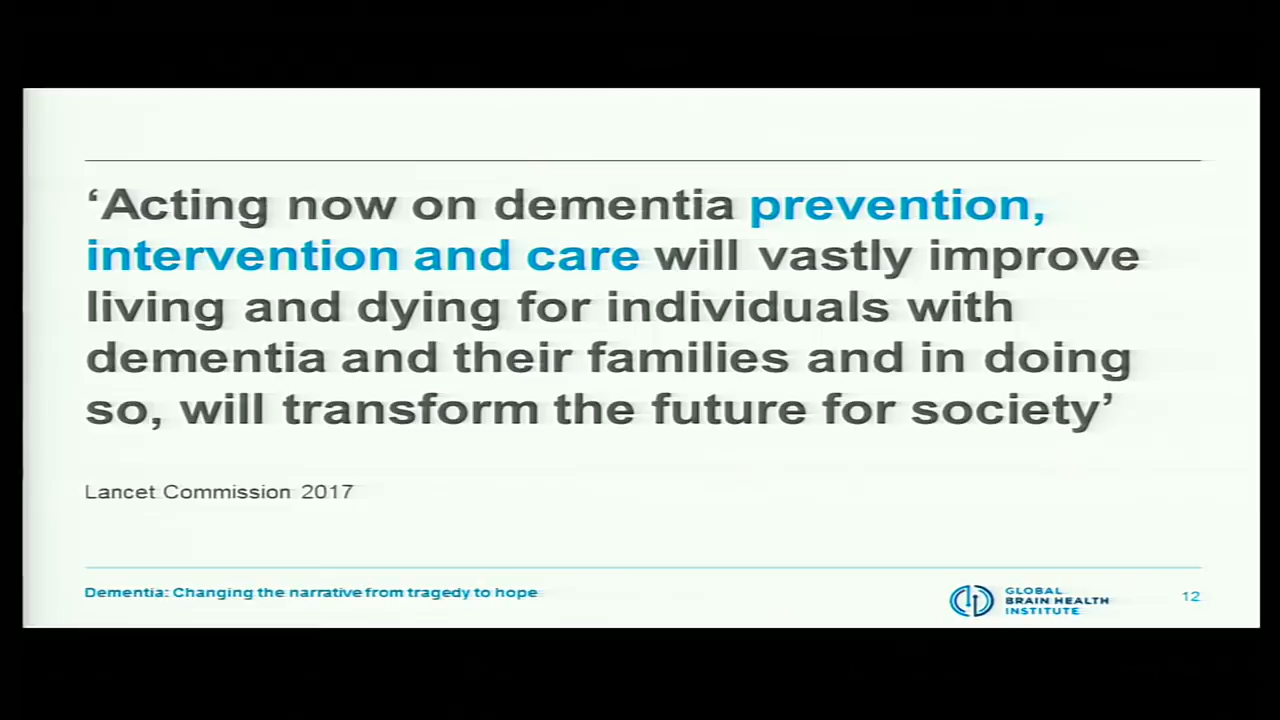 ‘Acting now on dementia prevention,
intervention and care will vastly improve
living and dying for individuals with
dementia and their families and in doing
so, will transform the future for society’
Lancet Commission 2017
Dementia: Changing the narrative from tragedy to hope
GLOBAL
BRAIN HEALTH
INSTITUTE
12